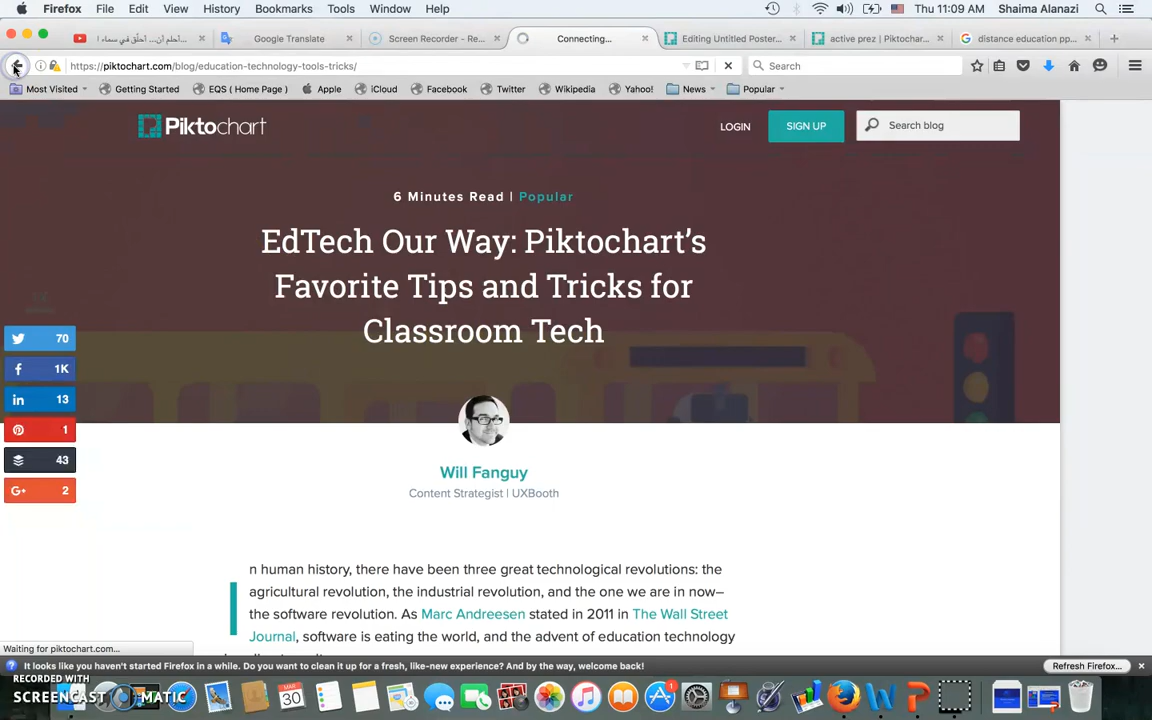 Firefox File Edit View History Bookmarks Tools Window Help Thu 11:09 AM Shaima Alanazi
أحلم أن... أحلّق في سماء ا Google Translate Screen Recorder - Re... Connecting... Editing Untitled Poster... active prez | Piktochar... distance education pp...
https://piktochart.com/blog/education-technology-tools-tricks/ Search
Most Visited Getting Started EQS ( Home Page ) Apple iCloud Facebook Twitter Wikipedia Yahoo! News Popular
Piktochart LOGIN SIGN UP Search blog
6 Minutes Read | Popular
EdTech Our Way: Piktochart's
Favorite Tips and Tricks for
Classroom Tech
70
1K
13
1
43
2
Will Fanguy
Content Strategist | UXBooth
n human history, there have been three great technological revolutions: the
agricultural revolution, the industrial revolution, and the one we are in now–
the software revolution. As Marc Andreesen stated in 2011 in The Wall Street
Journal, software is eating the world, and the advent of education technology
Waiting for piktochart.com...
It looks like you haven't started Firefox in a while. Do you want to clean it up for a fresh, like-new experience? And by the way, welcome back! Refresh Firefox...
RECORDED WITH
SCREENCAST O MATIC
MAR
30
1